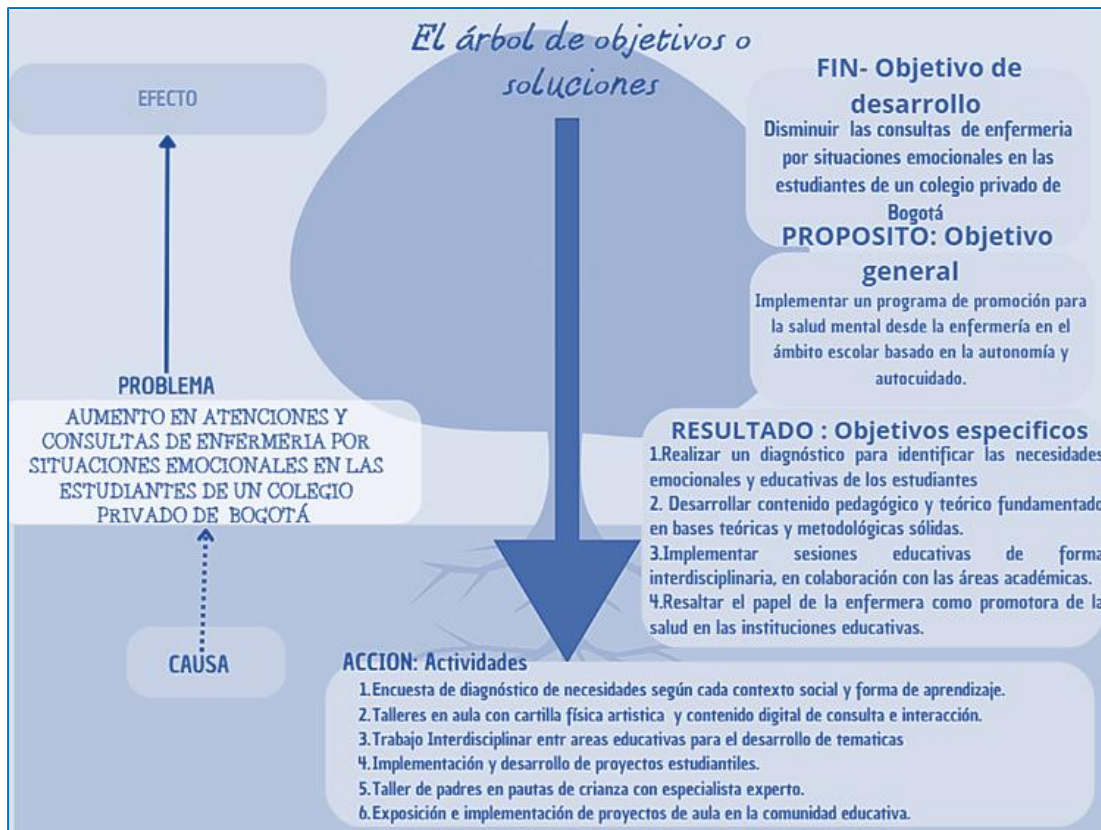 El árbol de objetivos o
soluciones
EFECTO
PROBLEMA
AUMENTO EN ATENCIONES Y
CONSULTAS DE ENFERMERIA POR
SITUACIONES EMOCIONALES EN LAS
ESTUDIANTES DE UN COLEGIO
PRIVADO DE BOGOTÁ
CAUSA
FIN- Objetivo de
desarrollo
Disminuir las consultas de enfermeria
por situaciones emocionales en las
estudiantes de un colegio privado de
Bogotá
PROPOSITO: Objetivo
general
Implementar un programa de promoción para
la salud mental desde la enfermería en el
ámbito escolar basado en la autonomía y
autocuidado.
RESULTADO : Objetivos especificos
1.Realizar un diagnóstico para identificar las necesidades
emocionales y educativas de los estudiantes
2. Desarrollar contenido pedagógico y teórico fundamentado
en bases teóricas y metodológicas sólidas.
3.Implementar sesiones educativas de forma
interdisciplinaria, en colaboración con las áreas académicas.
4.Resaltar el papel de la enfermera como promotora de la
salud en las instituciones educativas.
ACCION: Actividades
1.Encuesta de diagnóstico de necesidades según cada contexto social y forma de aprendizaje.
2.Talleres en aula con cartilla física artistica y contenido digital de consulta e interacción.
3.Trabajo Interdisciplinar entr areas educativas para el desarrollo de tematicas
4.Implementación y desarrollo de proyectos estudiantiles.
5.Taller de padres en pautas de crianza con especialista experto.
6.Exposición e implementación de proyectos de aula en la comunidad educativa.